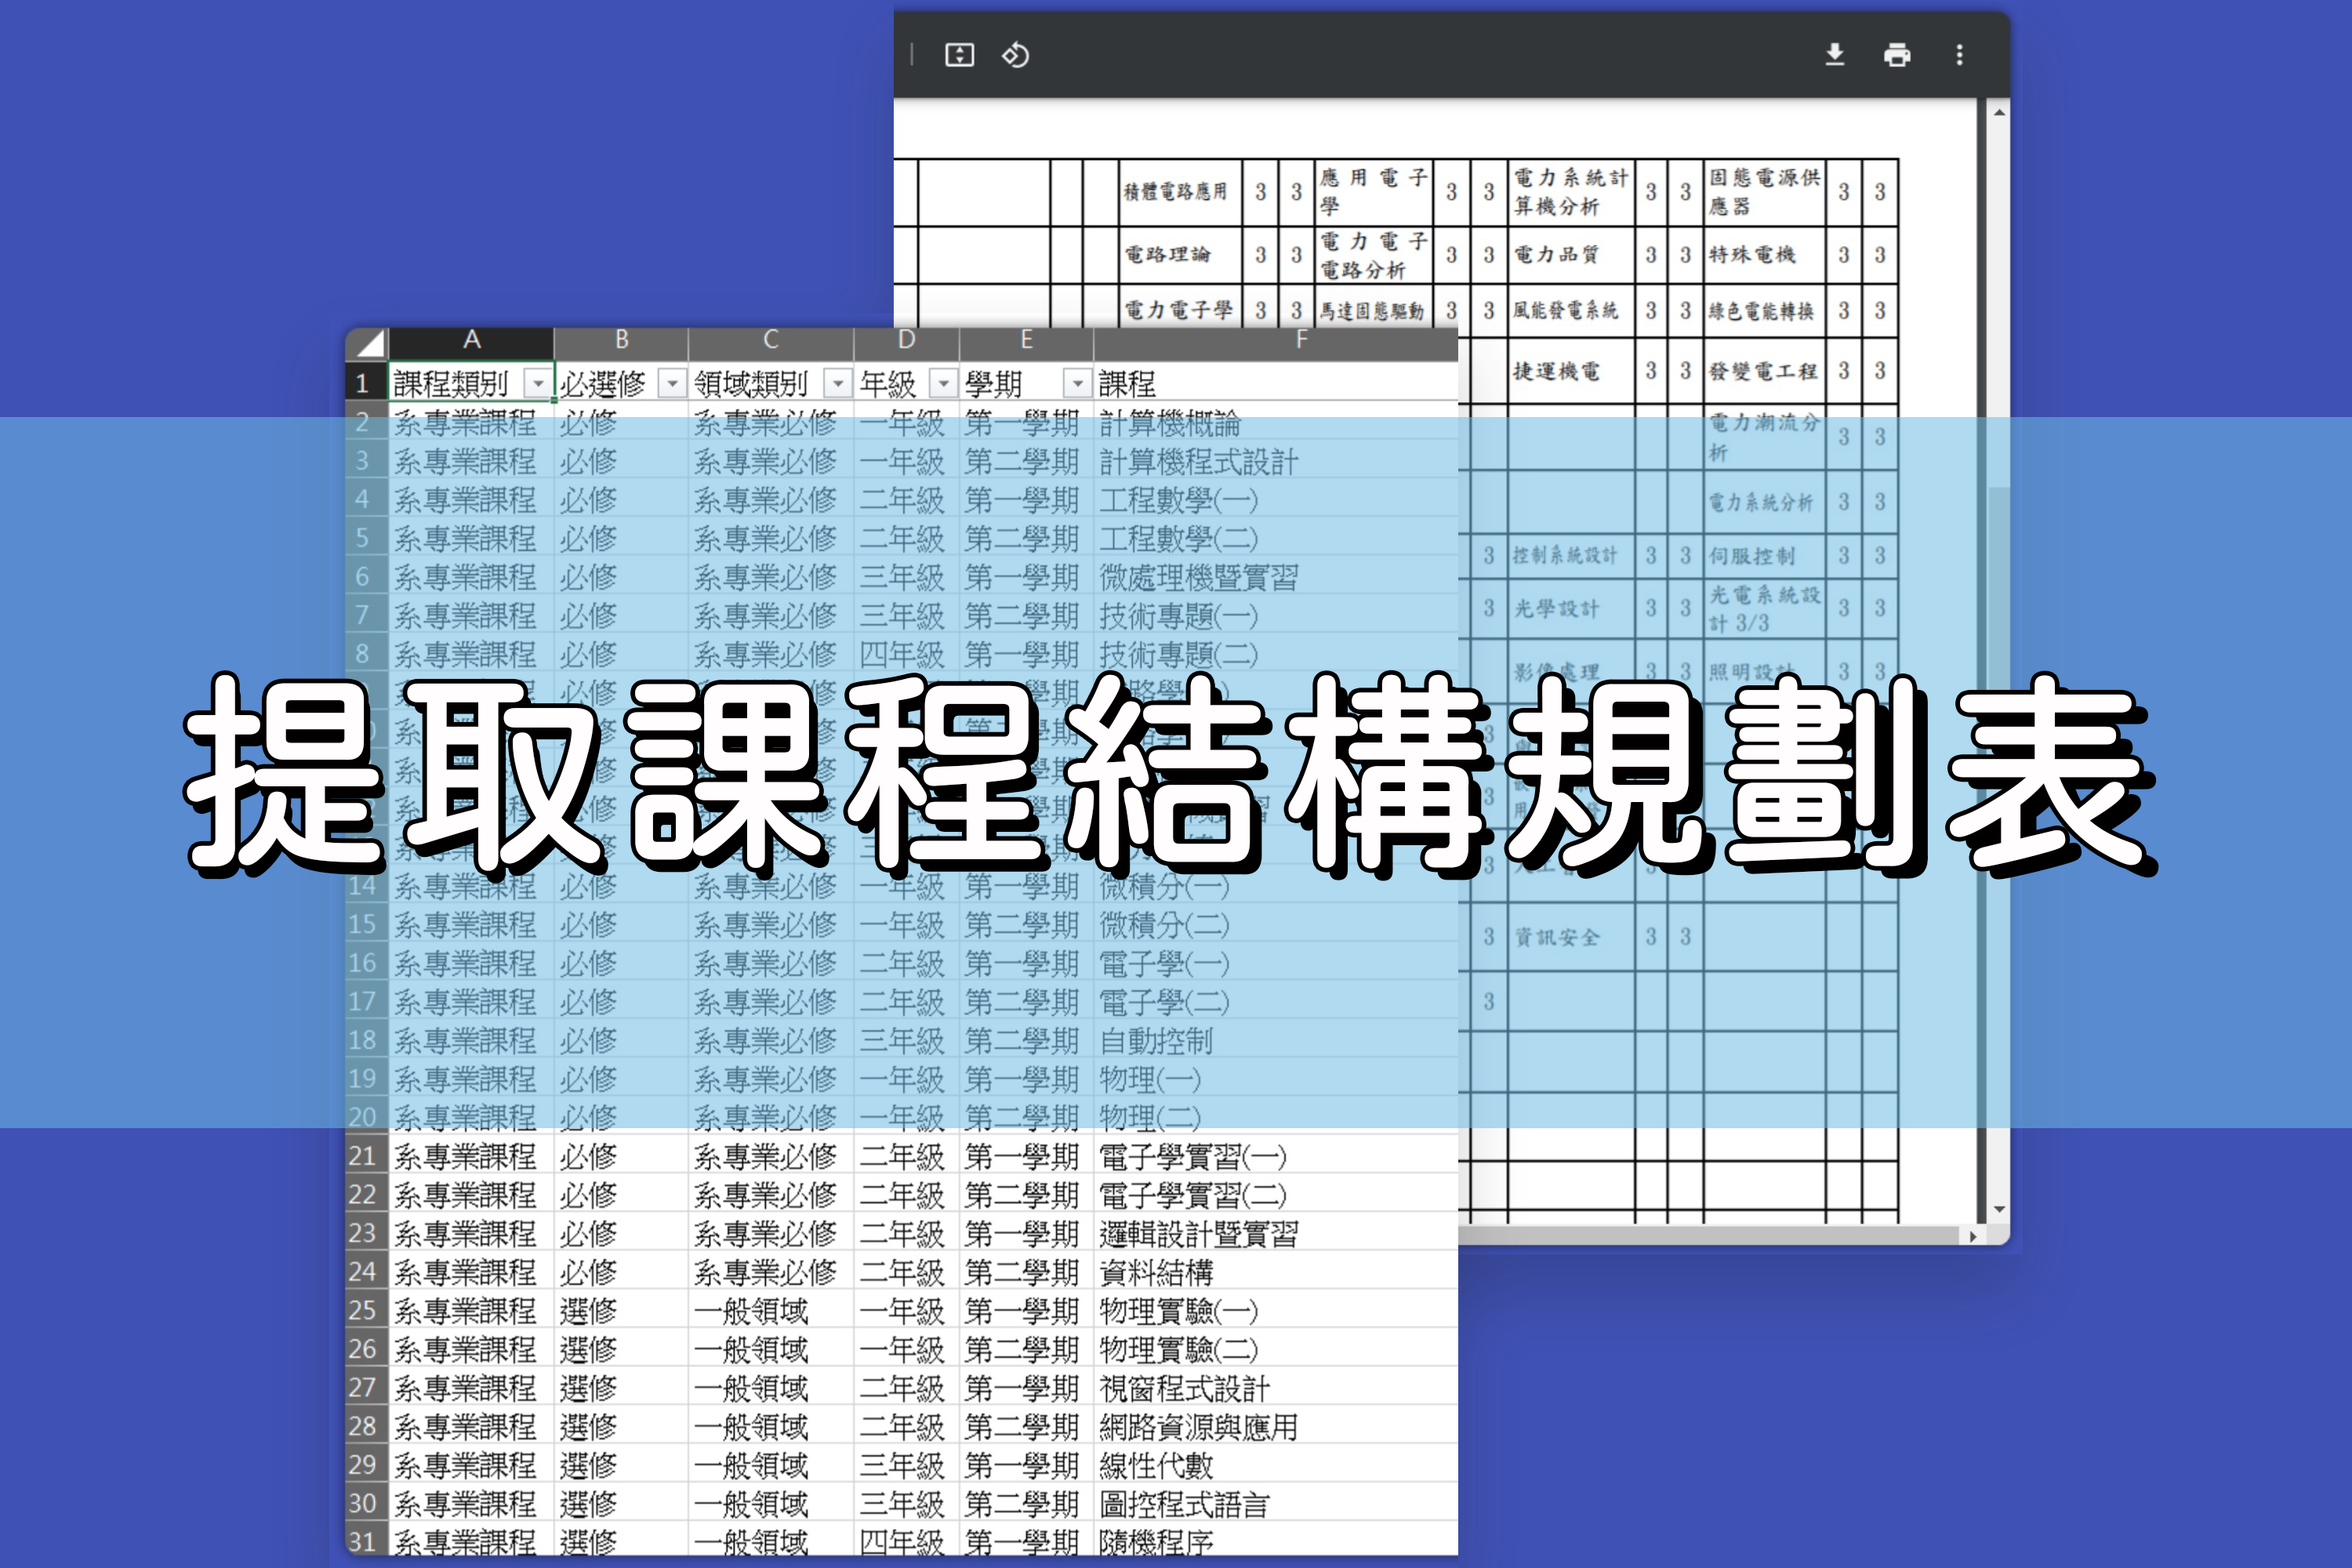 積體電路應用 3 3 應用電子學 3 3 電力系統計算機分析 3 3 固態電源供應器 3 3
電路理論 3 3 電力電子電路分析 3 3 電力品質 3 3 特殊電機 3 3
電力電子學 3 3 馬達固態驅動 3 3 風能發電系統 3 3 綠色電能轉換 3 3
捷運機電 3 3 發變電工程 3 3
電力潮流分析 3 3
電力系統分析 3 3
3 控制系統設計 3 3 伺服控制 3 3
3 光學設計 3 3 光電系統設計 3/3 3 3
影像處理 3 3 照明設計 3 3
3
3
3
3 資訊安全 3 3
3
A B C D E F
1 課程類別 必選修 領域類別 年級 學期 課程
2 系專業課程 必修 系專業必修 一年級 第一學期 計算機概論
3 系專業課程 必修 系專業必修 一年級 第二學期 計算機程式設計
4 系專業課程 必修 系專業必修 二年級 第一學期 工程數學(一)
5 系專業課程 必修 系專業必修 二年級 第二學期 工程數學(二)
6 系專業課程 必修 系專業必修 三年級 第一學期 微處理機暨實習
7 系專業課程 必修 系專業必修 三年級 第二學期 技術專題(一)
8 系專業課程 必修 系專業必修 四年級 第一學期 技術專題(二)
提取課程結構規劃表
14 系專業課程 必修 系專業必修 一年級 第一學期 微積分(一)
15 系專業課程 必修 系專業必修 一年級 第二學期 微積分(二)
16 系專業課程 必修 系專業必修 二年級 第一學期 電子學(一)
17 系專業課程 必修 系專業必修 二年級 第二學期 電子學(二)
18 系專業課程 必修 系專業必修 三年級 第二學期 自動控制
19 系專業課程 必修 系專業必修 一年級 第一學期 物理(一)
20 系專業課程 必修 系專業必修 一年級 第二學期 物理(二)
21 系專業課程 必修 系專業必修 二年級 第一學期 電子學實習(一)
22 系專業課程 必修 系專業必修 二年級 第二學期 電子學實習(二)
23 系專業課程 必修 系專業必修 二年級 第一學期 邏輯設計暨實習
24 系專業課程 必修 系專業必修 二年級 第二學期 資料結構
25 系專業課程 選修 一般領域 一年級 第一學期 物理實驗(一)
26 系專業課程 選修 一般領域 一年級 第二學期 物理實驗(二)
27 系專業課程 選修 一般領域 二年級 第一學期 視窗程式設計
28 系專業課程 選修 一般領域 二年級 第二學期 網路資源與應用
29 系專業課程 選修 一般領域 三年級 第一學期 線性代數
30 系專業課程 選修 一般領域 三年級 第二學期 圖控程式語言
31 系專業課程 選修 一般領域 四年級 第一學期 隨機程序